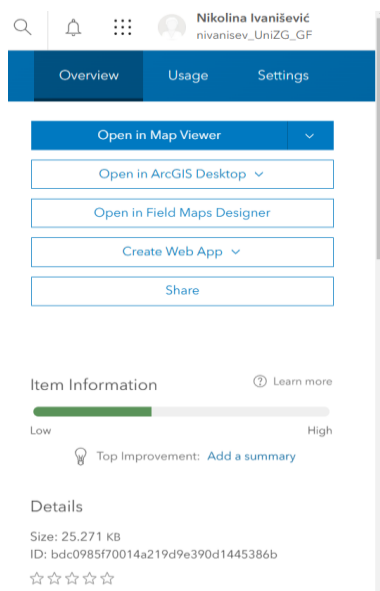 Nikolina Ivanišević
nivanisev_UniZG_GF
Overview Usage Settings
Open in Map Viewer
Open in ArcGIS Desktop
Open in Field Maps Designer
Create Web App
Share
Item Information Learn more
Low High
Top Improvement: Add a summary
Details
Size: 25.271 KB
ID: bdc0985f70014a219d9e390d1445386b